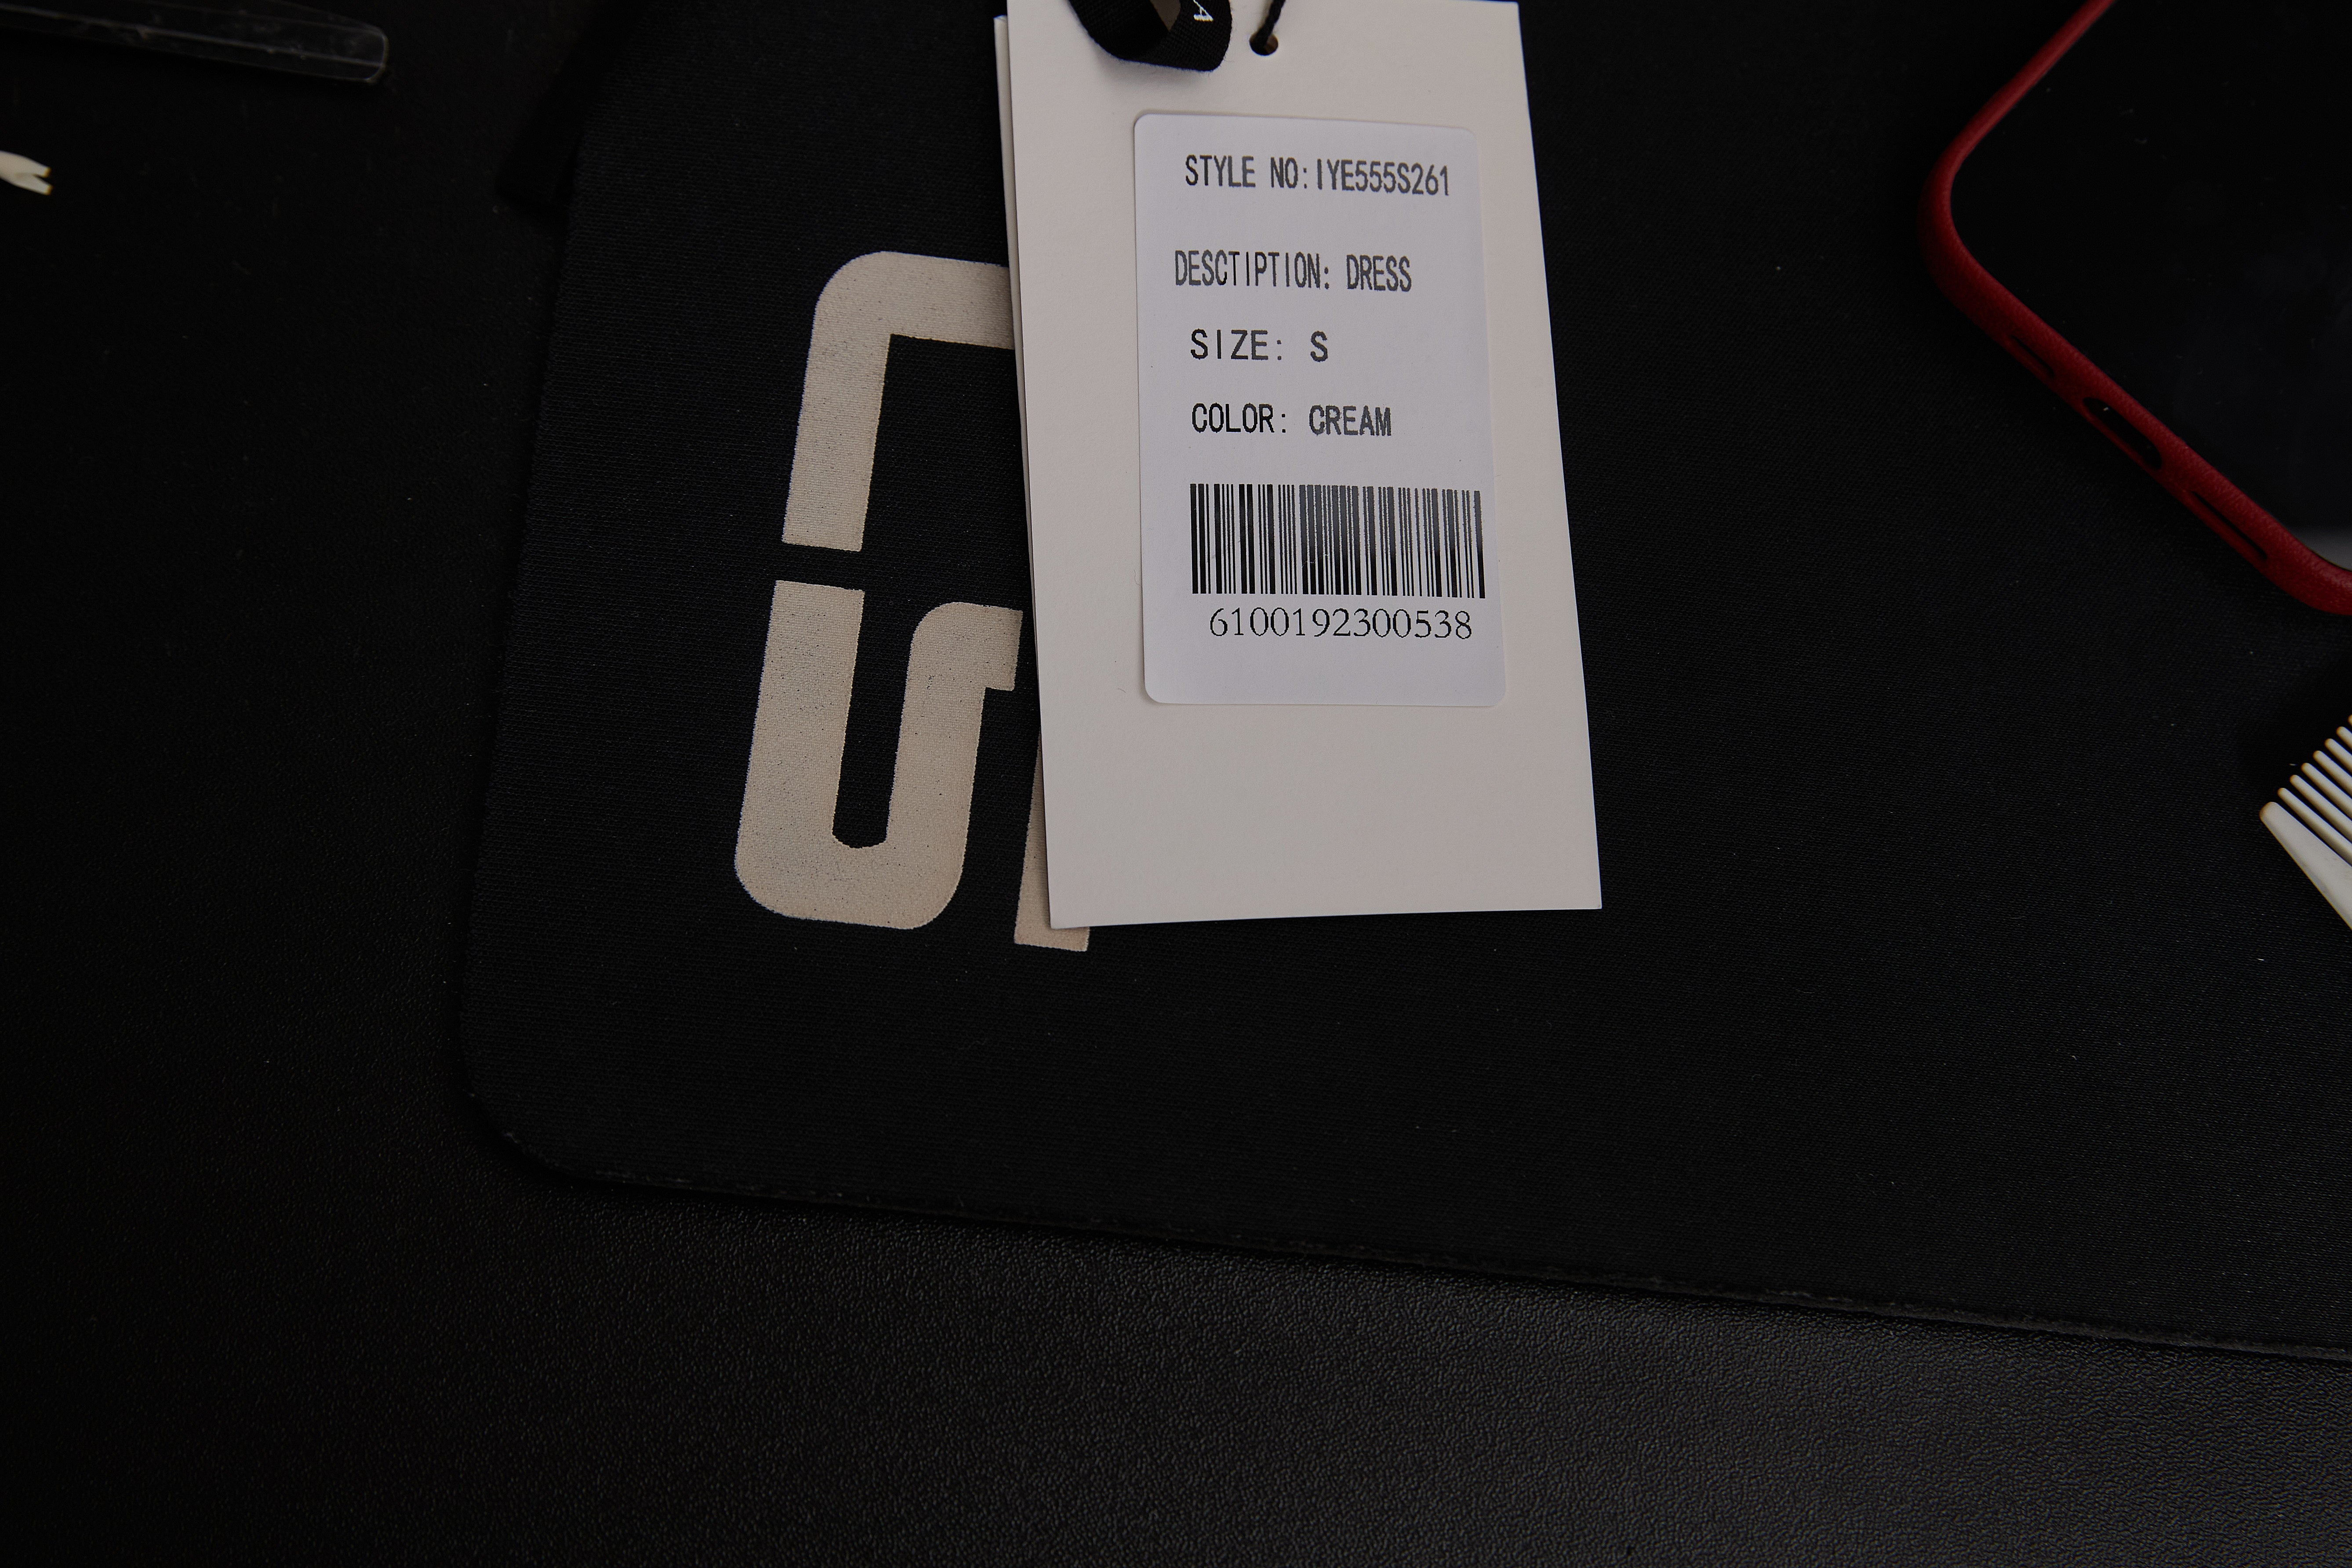 A
STYLE NO:IYE555S261
DESCTIPTION: DRESS
SIZE: S
COLOR: CREAM
6100192300538